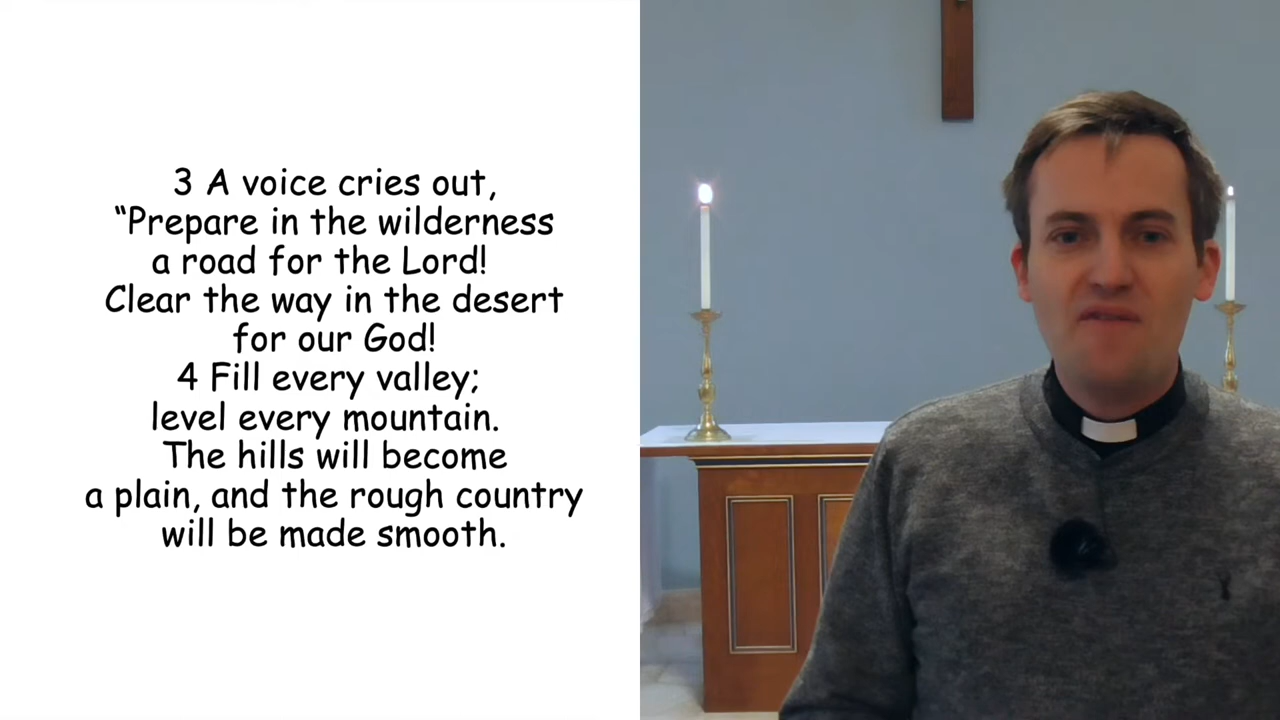 3 A voice cries out,
“Prepare in the wilderness
a road for the Lord!
Clear the way in the desert
for our God!
4 Fill every valley;
level every mountain.
The hills will become
a plain, and the rough country
will be made smooth.